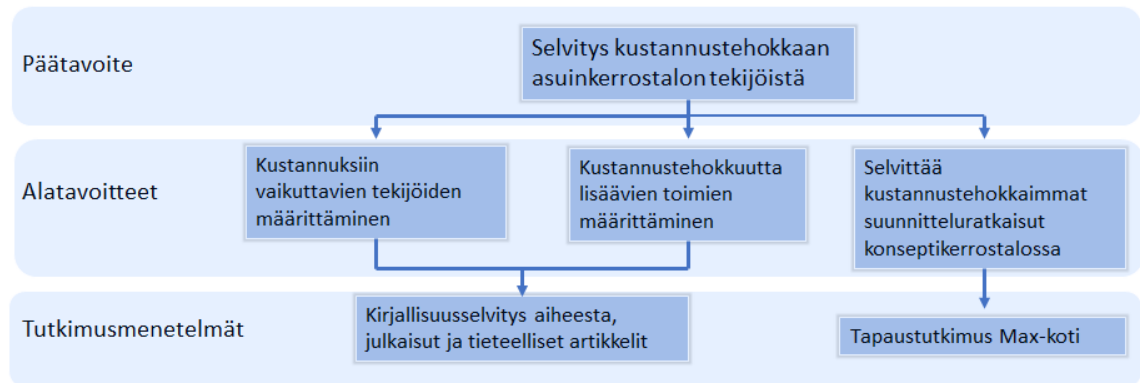 Päätavoite
Selvitys kustannustehokkaan
asuinkerrostalon tekijöistä
Alatavoitteet
Kustannuksiin
vaikuttavien tekijöiden
määrittäminen
Kustannustehokkuutta
lisäävien toimien
määrittäminen
Selvittää
kustannustehokkaimmat
suunnitteluratkaisut
konseptikerrostalossa
Tutkimusmenetelmät
Kirjallisuusselvitys aiheesta,
julkaisut ja tieteelliset artikkelit
Tapaustutkimus Max-koti